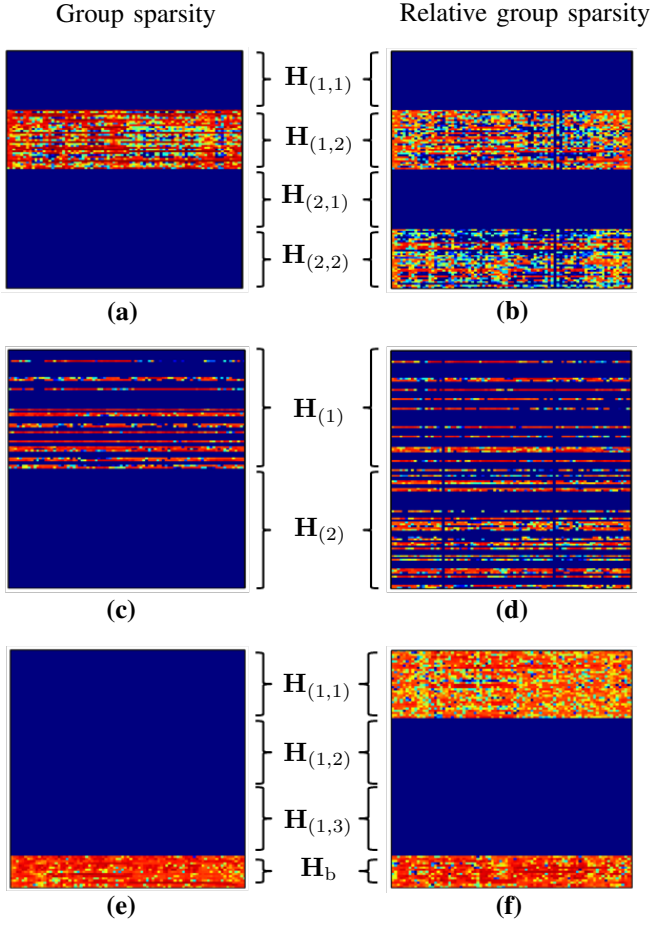 Group sparsity
Relative group sparsity
H(1,1)
H(1,2)
H(2,1)
H(2,2)
(a)
(b)
H(1)
H(2)
(c)
(d)
H(1,1)
H(1,2)
H(1,3)
Hb
(e)
(f)